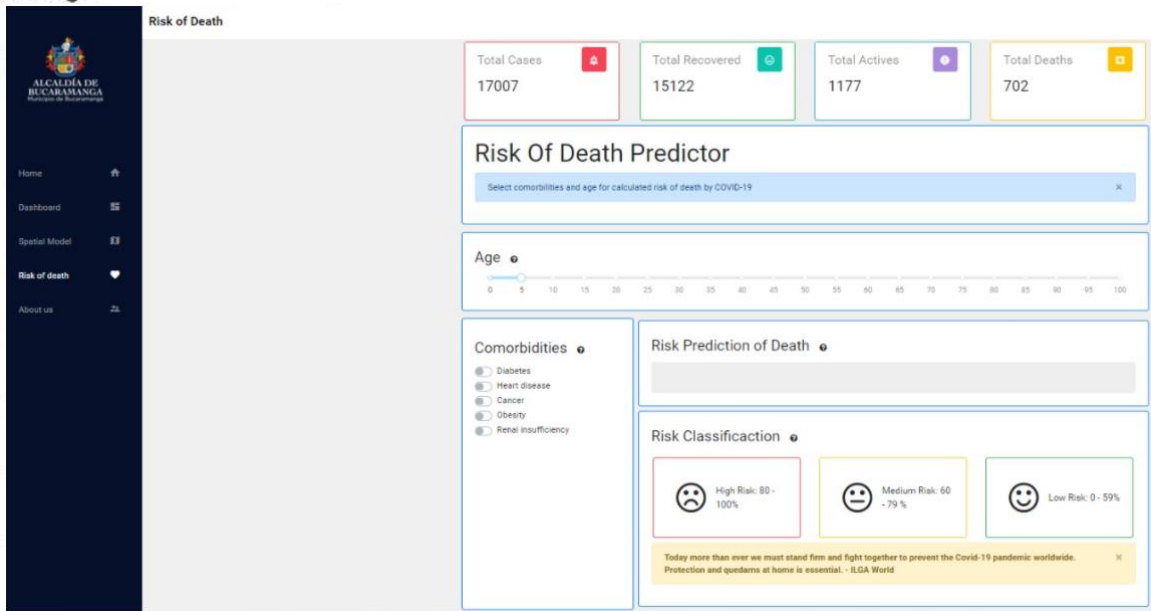 Risk of Death
ALCALDÍA DE
BUCARAMANGA
Municipio de Bucaramanga
Home
Dashboard
Spatial Model
Risk of death
About us
Total Cases
17007
Total Recovered
15122
Total Actives
1177
Total Deaths
702
Risk Of Death Predictor
Select comorbilities and age for calculated risk of death by COVID-19
×
Age
0 5 10 15 20 25 30 35 40 45 50 55 60 65 70 75 80 85 90 95 100
Comorbidities
Diabetes
Heart disease
Cancer
Obesity
Renal insufficiency
Risk Prediction of Death
Risk Classificaction
High Risk: 80 -
100%
Medium Risk: 60
- 79 %
Low Risk: 0 - 59%
Today more than ever we must stand firm and fight together to prevent the Covid-19 pandemic worldwide.
Protection and quedarns at home is essential. - ILGA World
×